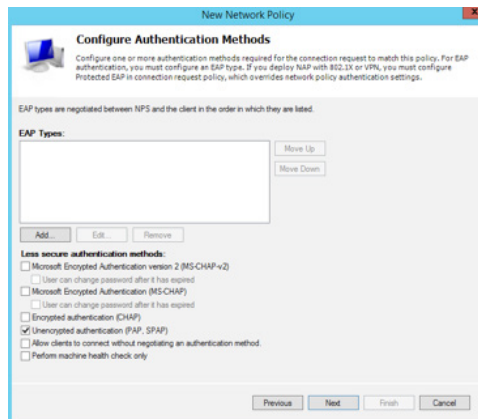 New Network Policy
X
Configure Authentication Methods
Configure one or more authentication methods required for the connection request to match this policy. For EAP
authentication, you must configure an EAP type. If you deploy NAP with 802.1X or VPN, you must configure
Protected EAP in connection request policy, which overrides network policy authentication settings.
EAP types are negotiated between NPS and the client in the order in which they are listed.
EAP Types:
Move Up
Move Down
Add... Edit... Remove
Less secure authentication methods:
Microsoft Encrypted Authentication version 2 (MS-CHAP-v2)
User can change password after it has expired
Microsoft Encrypted Authentication (MS-CHAP)
User can change password after it has expired
Encrypted authentication (CHAP)
Unencrypted authentication (PAP, SPAP)
Allow clients to connect without negotiating an authentication method.
Perform machine health check only
Previous Next Finish Cancel